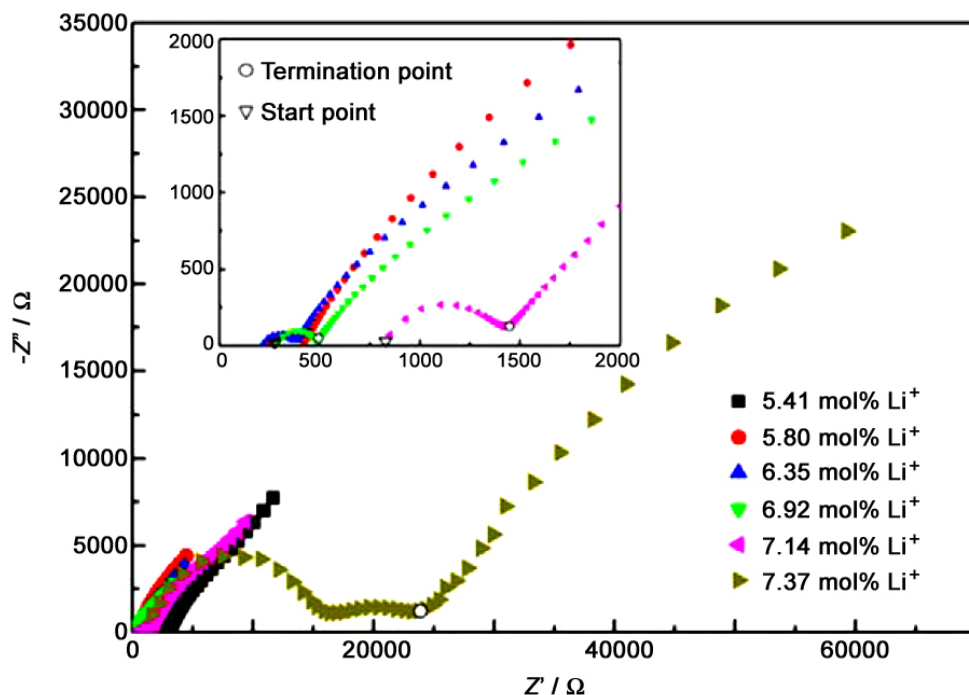 35000
30000
25000
20000
15000
10000
5000
0
-Z" / Ω
2000
1500
1000
500
0
Termination point
Start point
0 500 1000 1500 2000
5.41 mol% Li⁺
5.80 mol% Li⁺
6.35 mol% Li⁺
6.92 mol% Li⁺
7.14 mol% Li⁺
7.37 mol% Li⁺
0 20000 40000 60000
Z' / Ω